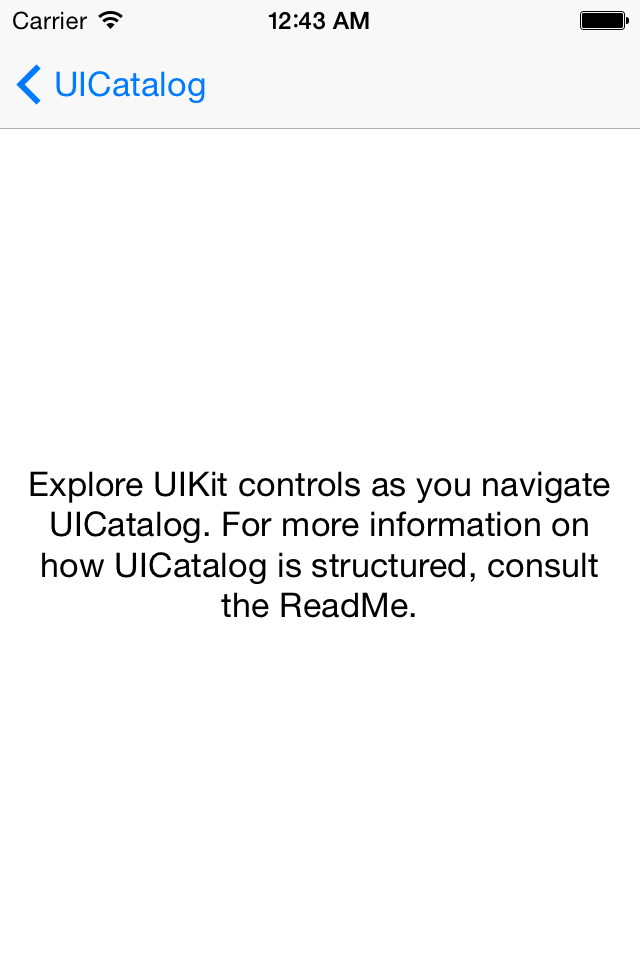 Carrier 12:43 AM
UICatalog
Explore UIKit controls as you navigate
UICatalog. For more information on
how UICatalog is structured, consult
the ReadMe.